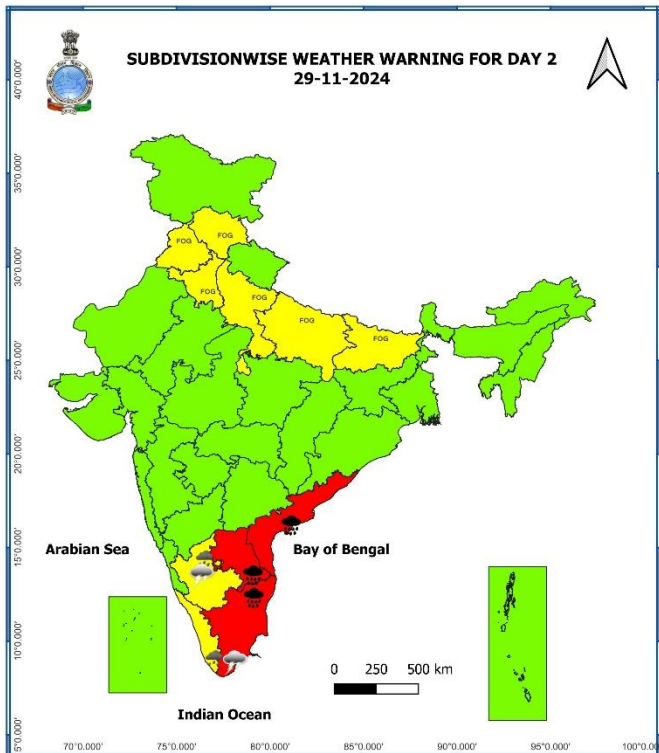 SUBDIVISIONWISE WEATHER WARNING FOR DAY 2
29-11-2024
40°0.000'
35°0.000'
30°0.000'
25°0.000'
20°0.000'
15°0.000'
10°0.000'
5°0.000'
FOG
FOG
FOG
FOG
FOG
Arabian Sea
Bay of Bengal
0 250 500 km
Indian Ocean
70°0.000' 75°0.000' 80°0.000' 85°0.000' 90°0.000' 95°0.000' 100°0.0